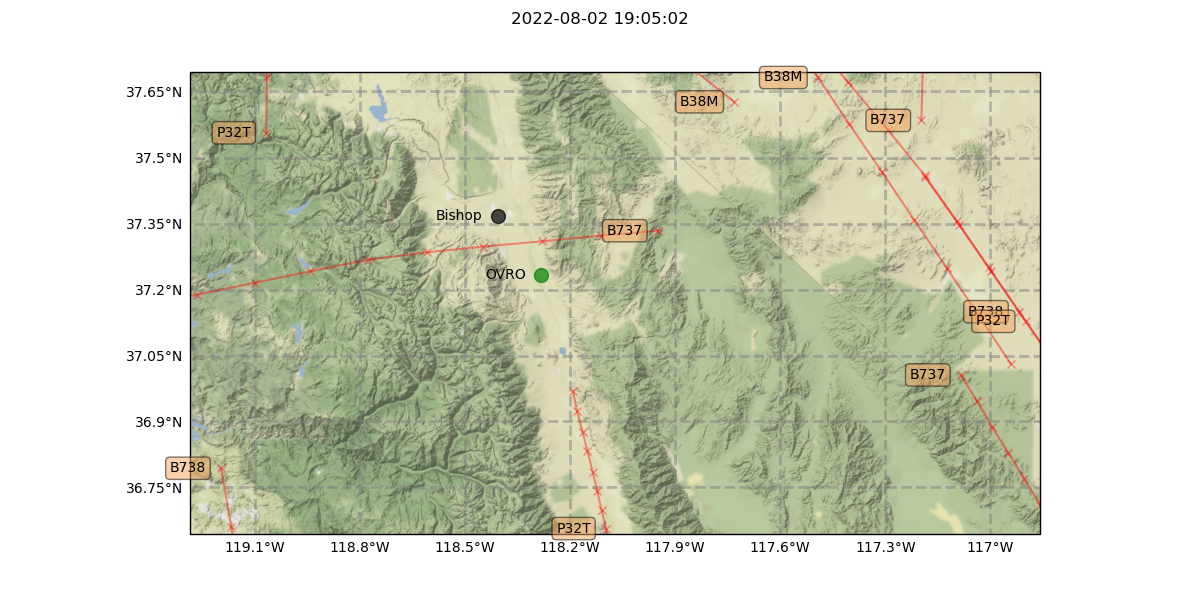 2022-08-02 19:05:02
37.65°N
37.5°N
37.35°N
37.2°N
37.05°N
36.9°N
36.75°N
B38M
B38M
B737
P32T
Bishop
B737
OVRO
B738
P32T
B737
B738
P32T
119.1°W
118.8°W
118.5°W
118.2°W
117.9°W
117.6°W
117.3°W
117°W